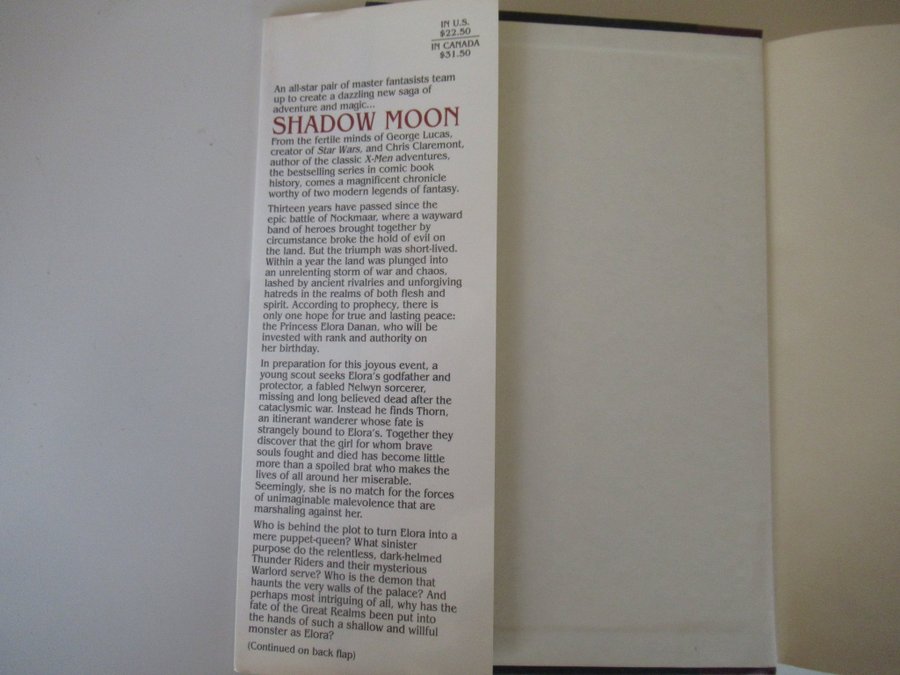 IN U.S.
$22.50
IN CANADA
$31.50
An all-star pair of master fantasists team
up to create a dazzling new saga of
adventure and magic...
SHADOW MOON
From the fertile minds of George Lucas,
creator of Star Wars, and Chris Claremont,
author of the classic X-Men adventures,
the bestselling series in comic book
history, comes a magnificent chronicle
worthy of two modern legends of fantasy.
Thirteen years have passed since the
epic battle of Nockmaar, where a wayward
band of heroes brought together by
circumstance broke the hold of evil on
the land. But the triumph was short-lived.
Within a year the land was plunged into
an unrelenting storm of war and chaos,
lashed by ancient rivalries and unforgiving
hatreds in the realms of both flesh and
spirit. According to prophecy, there is
only one hope for true and lasting peace:
the Princess Elora Danan, who will be
invested with rank and authority on
her birthday.
In preparation for this joyous event, a
young scout seeks Elora's godfather and
protector, a fabled Nelwyn sorcerer,
missing and long believed dead after the
cataclysmic war. Instead he finds Thorn,
an itinerant wanderer whose fate is
strangely bound to Elora's. Together they
discover that the girl for whom brave
souls fought and died has become little
more than a spoiled brat who makes the
lives of all around her miserable.
Seemingly, she is no match for the forces
of unimaginable malevolence that are
marshaling against her.
Who is behind the plot to turn Elora into a
mere puppet-queen? What sinister
purpose do the relentless, dark-helmed
Thunder Riders and their mysterious
Warlord serve? Who is the demon that
haunts the very walls of the palace? And
perhaps most intriguing of all, why has the
fate of the Great Realms been put into
the hands of such a shallow and willful
monster as Elora?
(Continued on back flap)